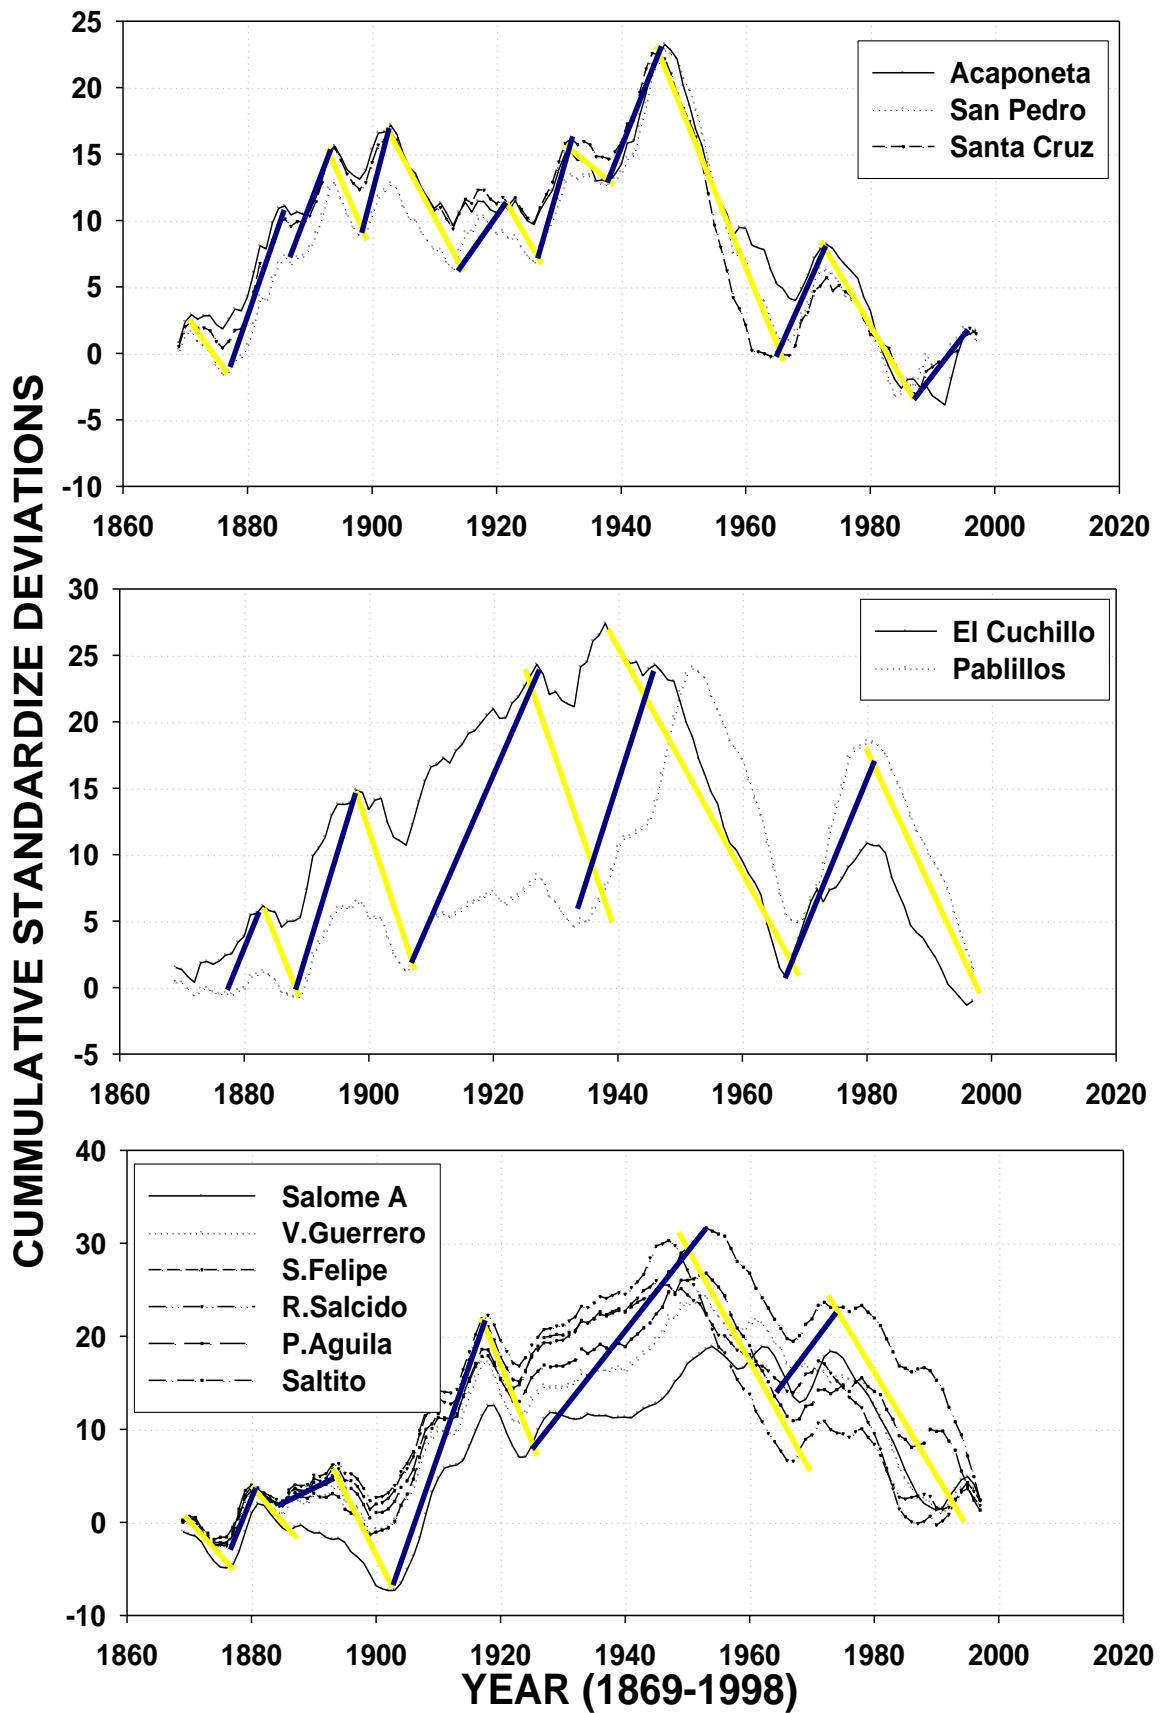 CUMMULATIVE STANDARDIZE DEVIATIONS
25
20
15
10
5
0
-5
-10
Acaponeta
San Pedro
Santa Cruz
1860 1880 1900 1920 1940 1960 1980 2000 2020
30
25
20
15
10
5
0
-5
El Cuchillo
Pablillos
1860 1880 1900 1920 1940 1960 1980 2000 2020
40
30
20
10
0
-10
Salome A
V.Guerrero
S.Felipe
R.Salcido
P.Aguila
Saltito
1860 1880 1900 1920 1940 1960 1980 2000 2020
YEAR (1869-1998)